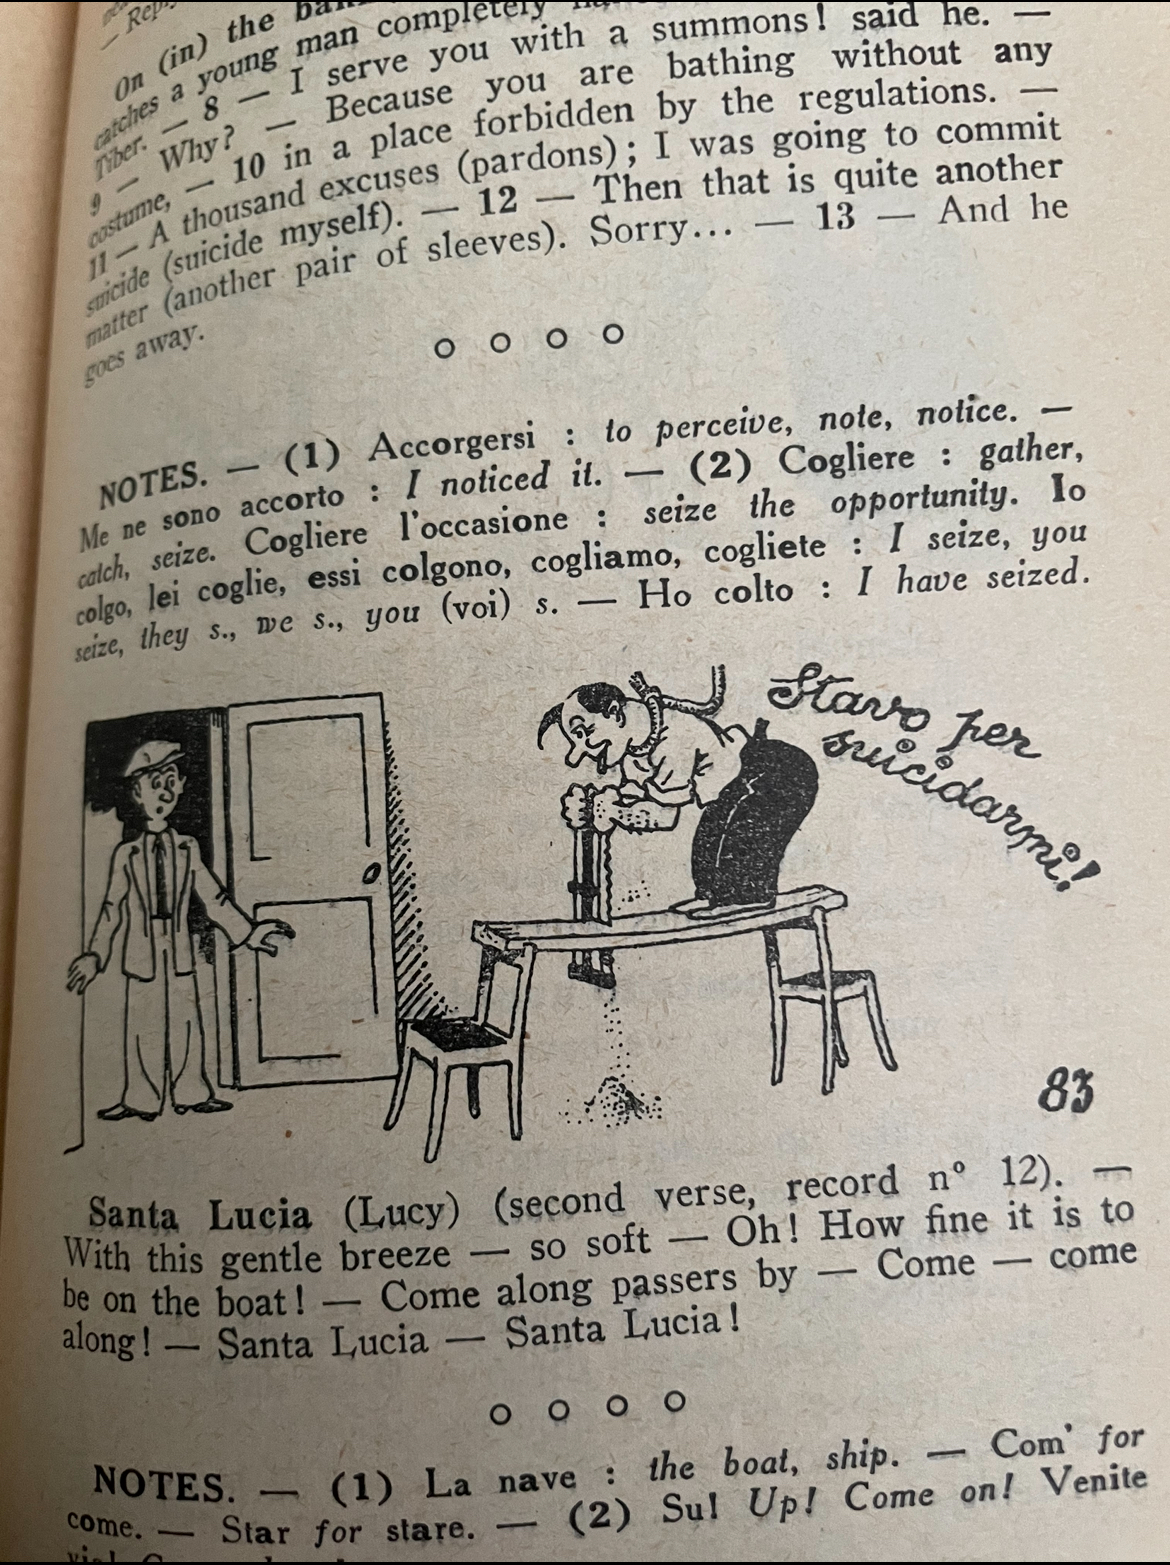 — Reply
On (in) the
catches a young man completely
Tiber. — 8 — I serve you with a summons! said he. —
9 — Why? — Because you are bathing without any
costume, — 10 in a place forbidden by the regulations. —
11 — A thousand excuses (pardons); I was going to commit
suicide (suicide myself). — 12 — Then that is quite another
matter (another pair of sleeves). Sorry... — 13 — And he
goes away.
NOTES. — (1) Accorgersi : to perceive, note, notice. —
Me ne sono accorto : I noticed it. — (2) Cogliere : gather,
catch, seize. Cogliere l'occasione : seize the opportunity. Io
colgo, lei coglie, essi colgono, cogliamo, cogliete : I seize, you
seize, they s., we s., you (voi) s. — Ho colto : I have seized.
Stavo per
suicidarmi!
83
Santa Lucia (Lucy) (second verse, record n° 12). —
With this gentle breeze — so soft — Oh! How fine it is to
be on the boat! — Come along passers by — Come — come
along! — Santa Lucia — Santa Lucia!
NOTES. — (1) La nave : the boat, ship. — Com' for
come. — Star for stare. — (2) Su! Up! Come on! Venite